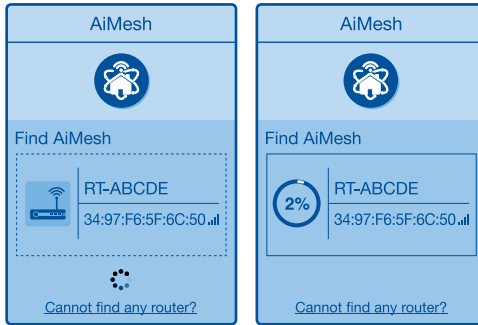 AiMesh
Find AiMesh
RT-ABCDE
34:97:F6:5F:6C:50
Cannot find any router?
AiMesh
Find AiMesh
2%
RT-ABCDE
34:97:F6:5F:6C:50
Cannot find any router?